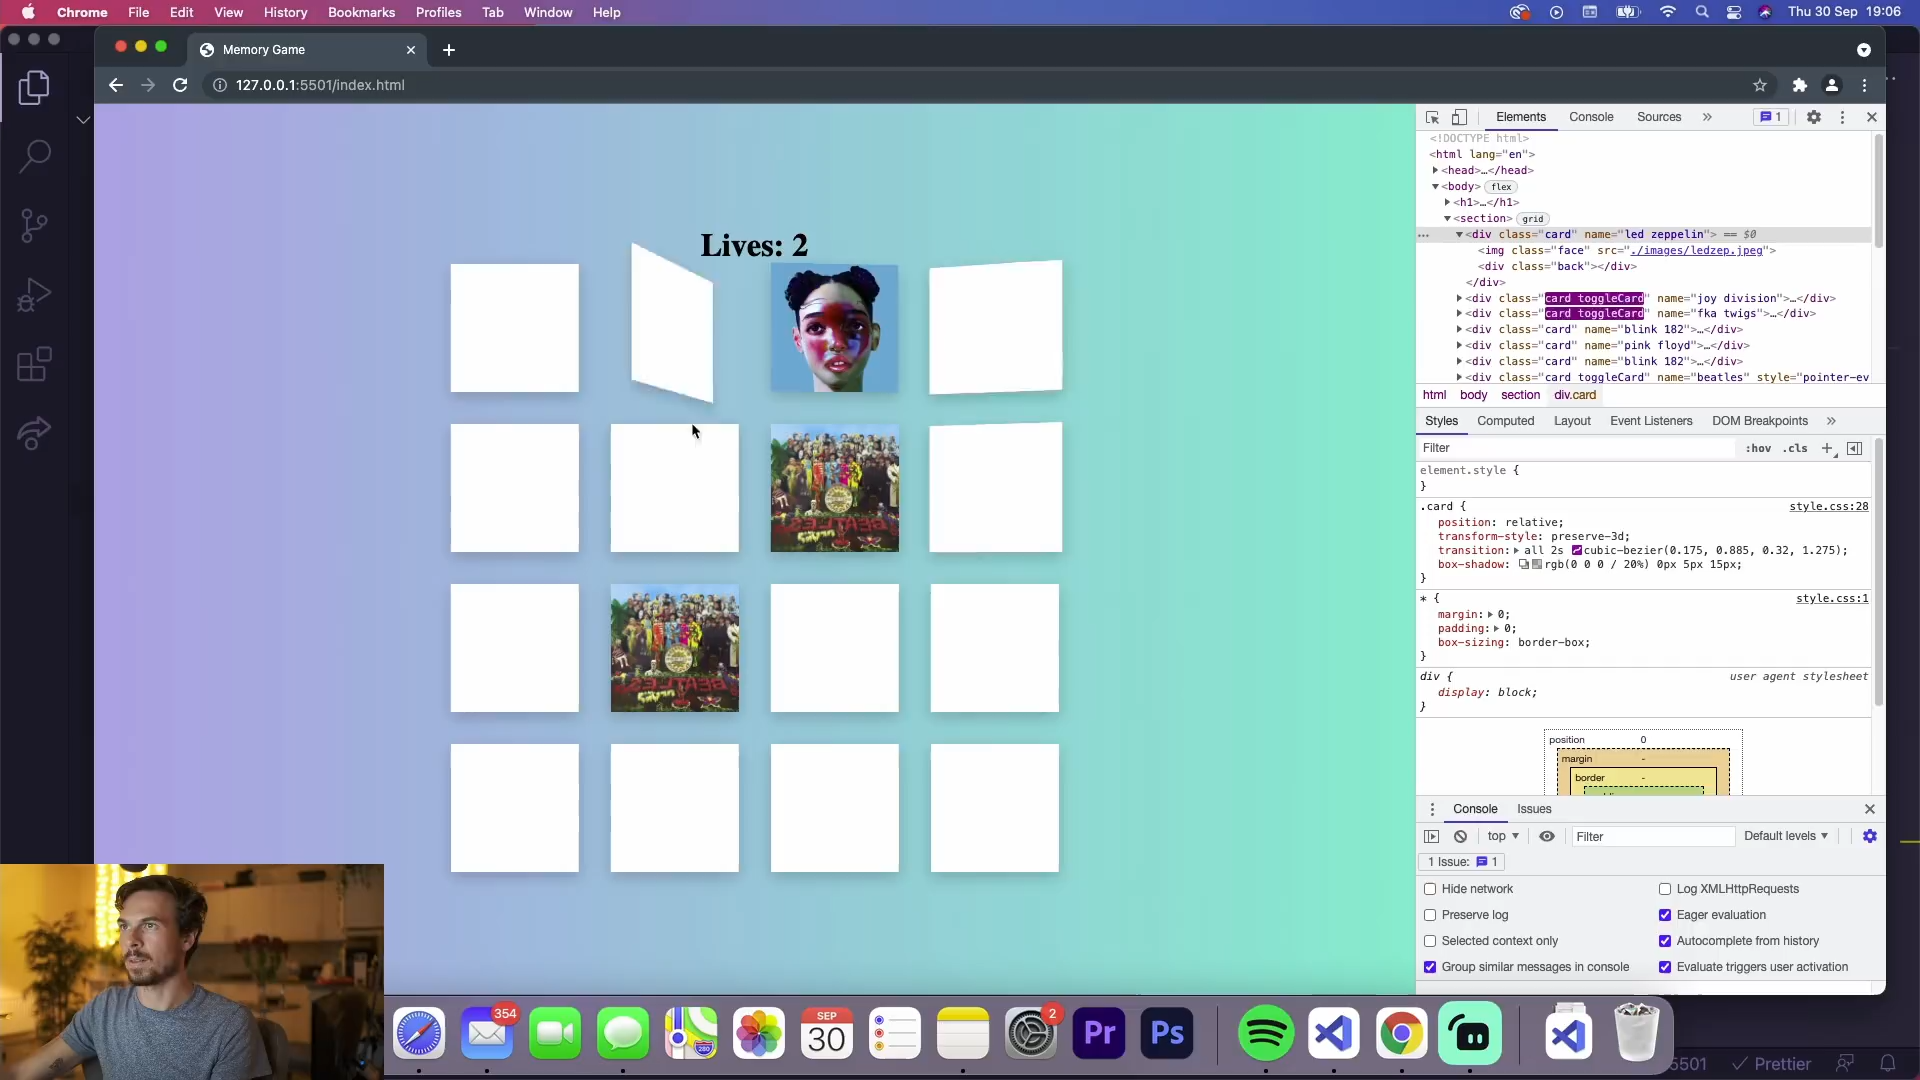 Chrome File Edit View History Bookmarks Profiles Tab Window Help
Thu 30 Sep 19:06
Memory Game
127.0.0.1:5501/index.html
Lives: 2
Elements Console Sources » 1
<!DOCTYPE html>
<html lang="en">
<head>…</head>
<body> flex
<h1>…</h1>
<section> grid
… <div class="card" name="led zeppelin"> == $0
<img class="face" src="./images/ledzep.jpeg">
<div class="back"></div>
</div>
<div class="card toggleCard" name="joy division">…</div>
<div class="card toggleCard" name="fka twigs">…</div>
<div class="card" name="blink 182">…</div>
<div class="card" name="pink floyd">…</div>
<div class="card" name="blink 182">…</div>
<div class="card toggleCard" name="beatles" style="pointer-ev
html body section div.card
Styles Computed Layout Event Listeners DOM Breakpoints »
Filter :hov .cls +
element.style {
}
.card { style.css:28
position: relative;
transform-style: preserve-3d;
transition: all 2s cubic-bezier(0.175, 0.885, 0.32, 1.275);
box-shadow: rgb(0 0 0 / 20%) 0px 5px 15px;
}
* { style.css:1
margin: 0;
padding: 0;
box-sizing: border-box;
}
div { user agent stylesheet
display: block;
}
position 0
margin -
border -
Console Issues
top Filter Default levels
1 Issue: 1
Hide network Log XMLHttpRequests
Preserve log Eager evaluation
Selected context only Autocomplete from history
Group similar messages in console Evaluate triggers user activation
354
SEP
30
2
280
Pr
Ps
5501 Prettier